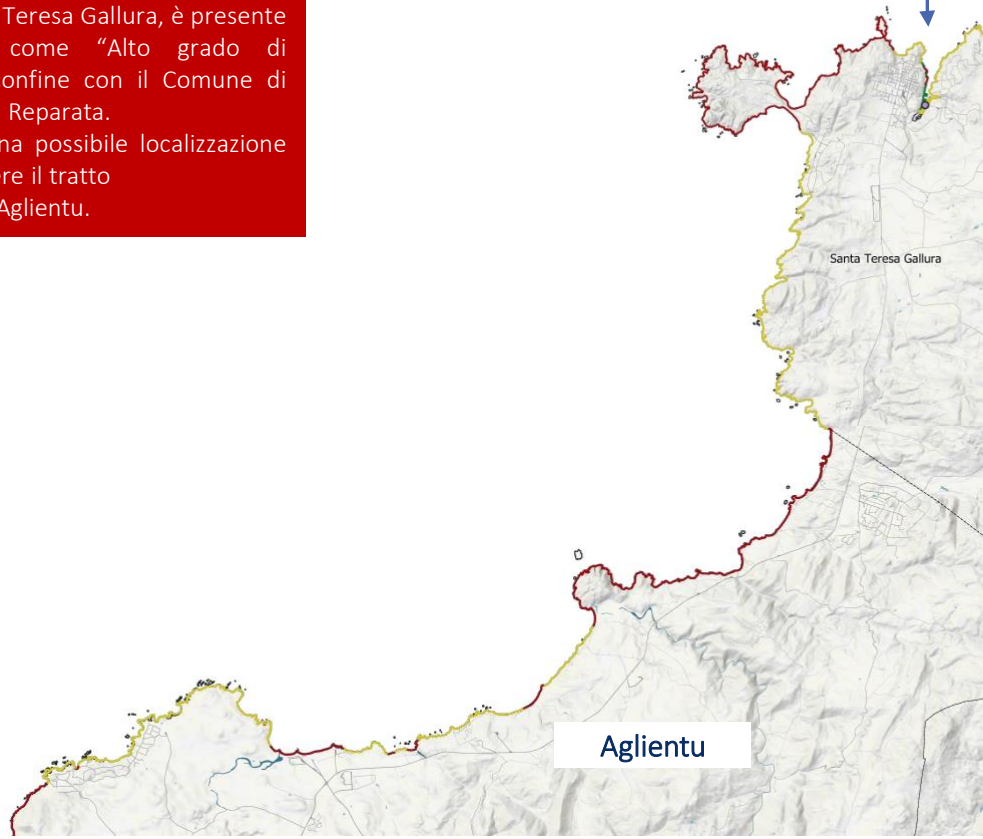 Teresa Gallura, è presente
come “Alto grado di
onfine con il Comune di
Reparata.
na possibile localizzazione
ere il tratto
Aglientu.
Santa Teresa Gallura
Aglientu